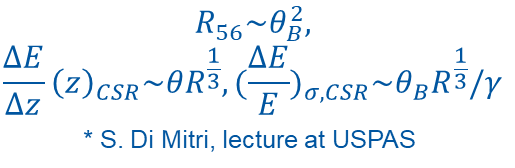 R₅₆~θ_B²,
ΔE/Δz (z)_CSR~θR^(1/3), (ΔE/E)_σ,CSR~θ_B R^(1/3)/γ
* S. Di Mitri, lecture at USPAS